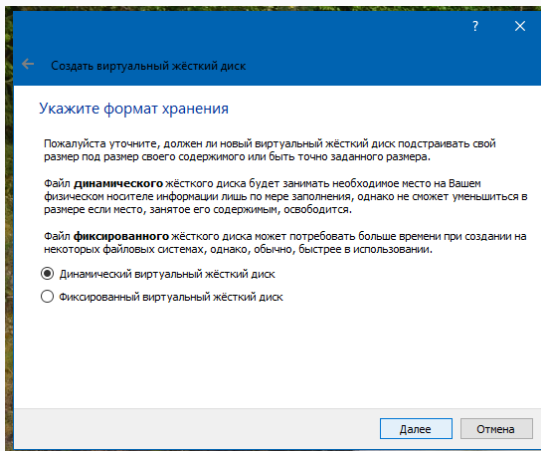 ?
Создать виртуальный жёсткий диск
Укажите формат хранения
Пожалуйста уточните, должен ли новый виртуальный жёсткий диск подстраивать свой
размер под размер своего содержимого или быть точно заданного размера.
Файл динамического жёсткого диска будет занимать необходимое место на Вашем
физическом носителе информации лишь по мере заполнения, однако не сможет уменьшиться в
размере если место, занятое его содержимым, освободится.
Файл фиксированного жёсткого диска может потребовать больше времени при создании на
некоторых файловых системах, однако, обычно, быстрее в использовании.
Динамический виртуальный жёсткий диск
Фиксированный виртуальный жёсткий диск
Далее Отмена